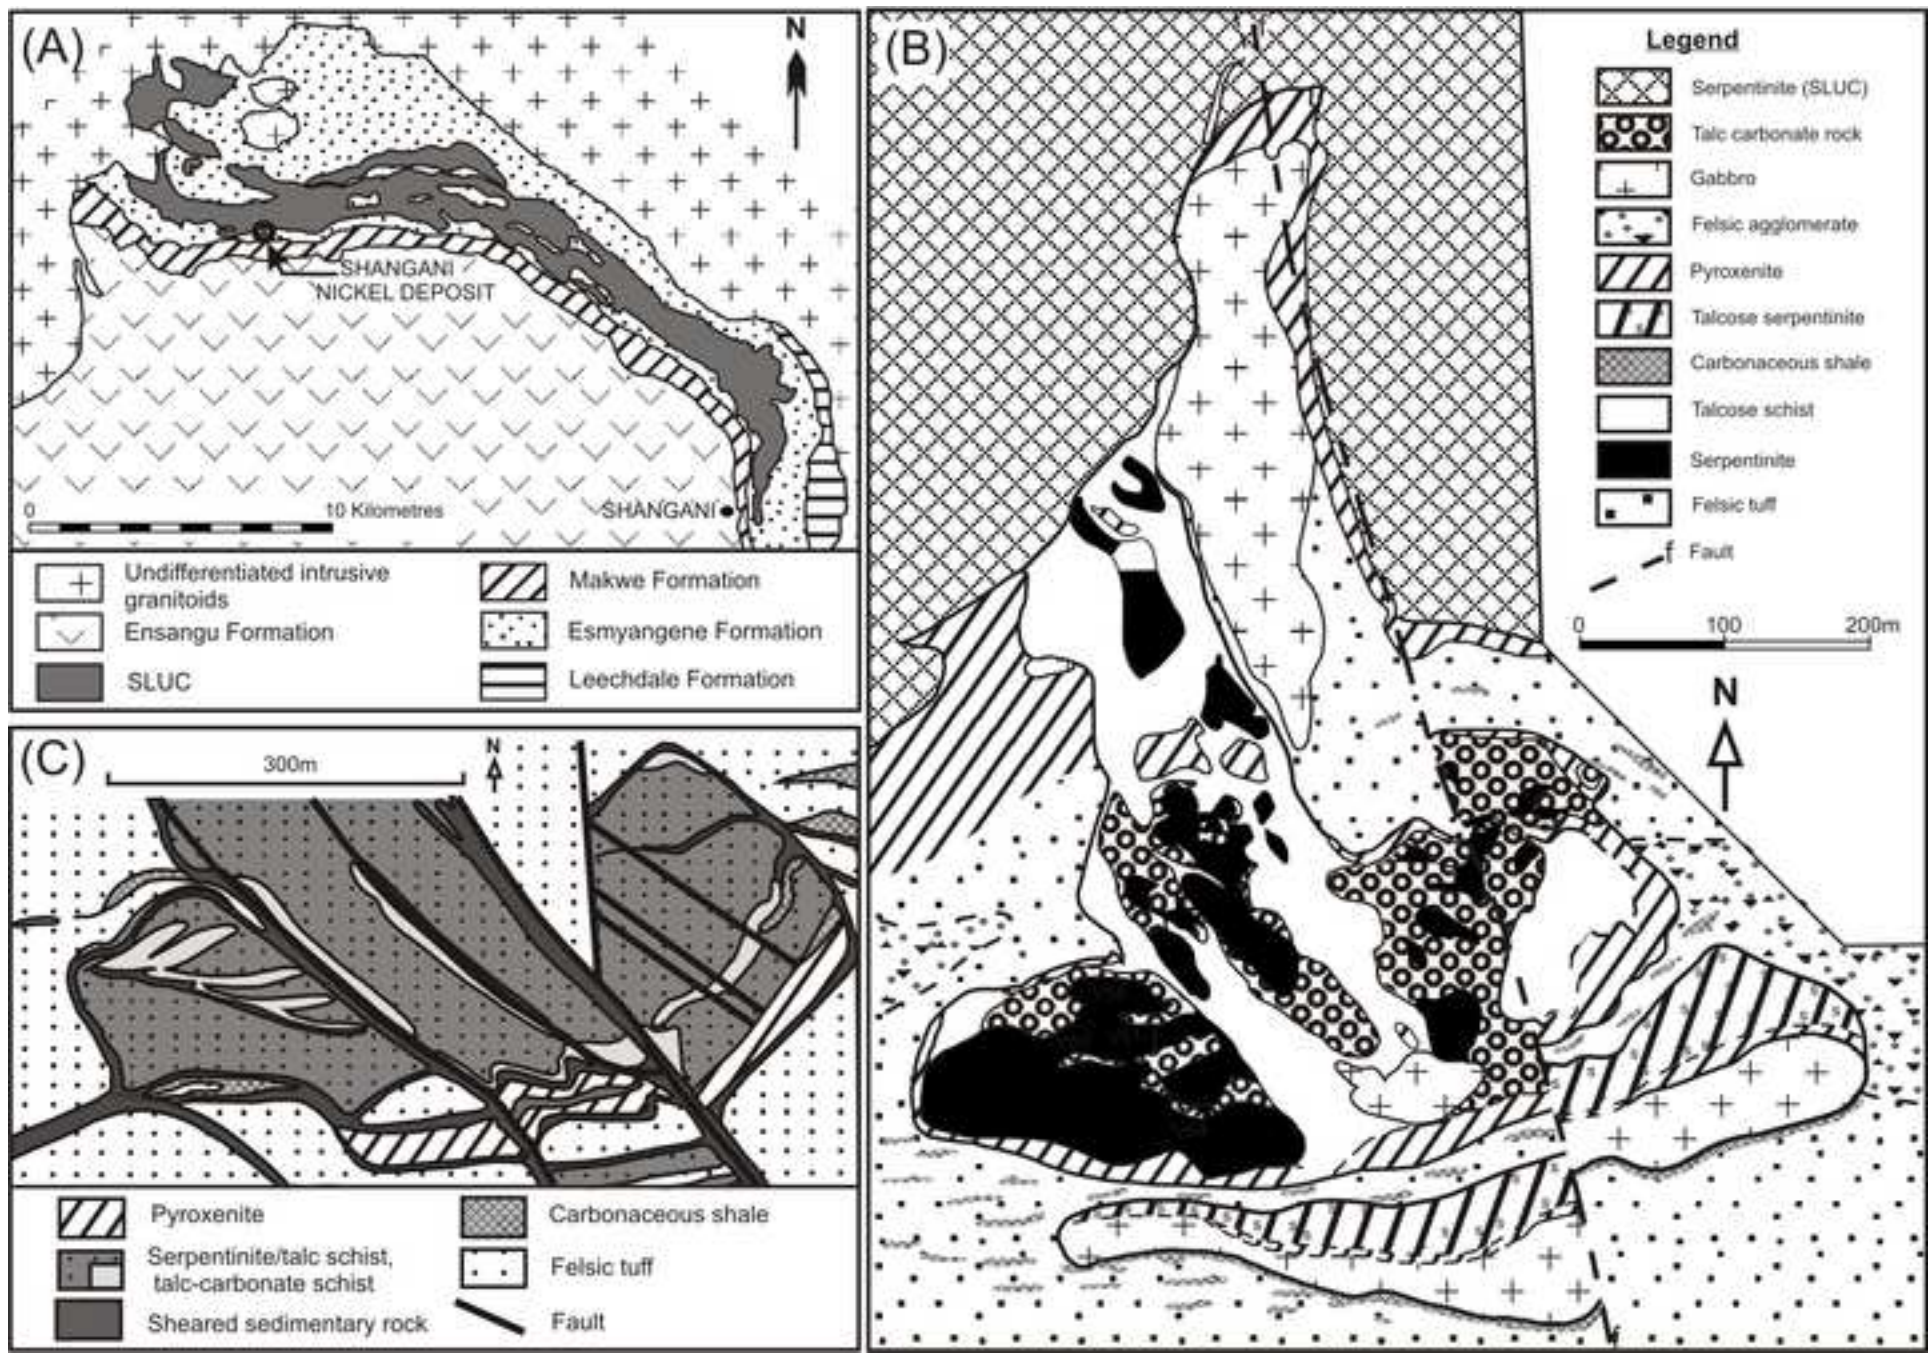 (A)
N
SHANGANI
NICKEL DEPOSIT
0
10 Kilometres
SHANGANI
Undifferentiated intrusive
granitoids
Ensangu Formation
SLUC
Makwe Formation
Esmyangene Formation
Leechdale Formation
(B)
Legend
Serpentinite (SLUC)
Talc carbonate rock
Gabbro
Felsic agglomerate
Pyroxenite
Talcose serpentinite
Carbonaceous shale
Talcose schist
Serpentinite
Felsic tuff
f Fault
0 100 200m
N
f
(C)
300m
N
Pyroxenite
Serpentinite/talc schist,
talc-carbonate schist
Sheared sedimentary rock
Carbonaceous shale
Felsic tuff
Fault